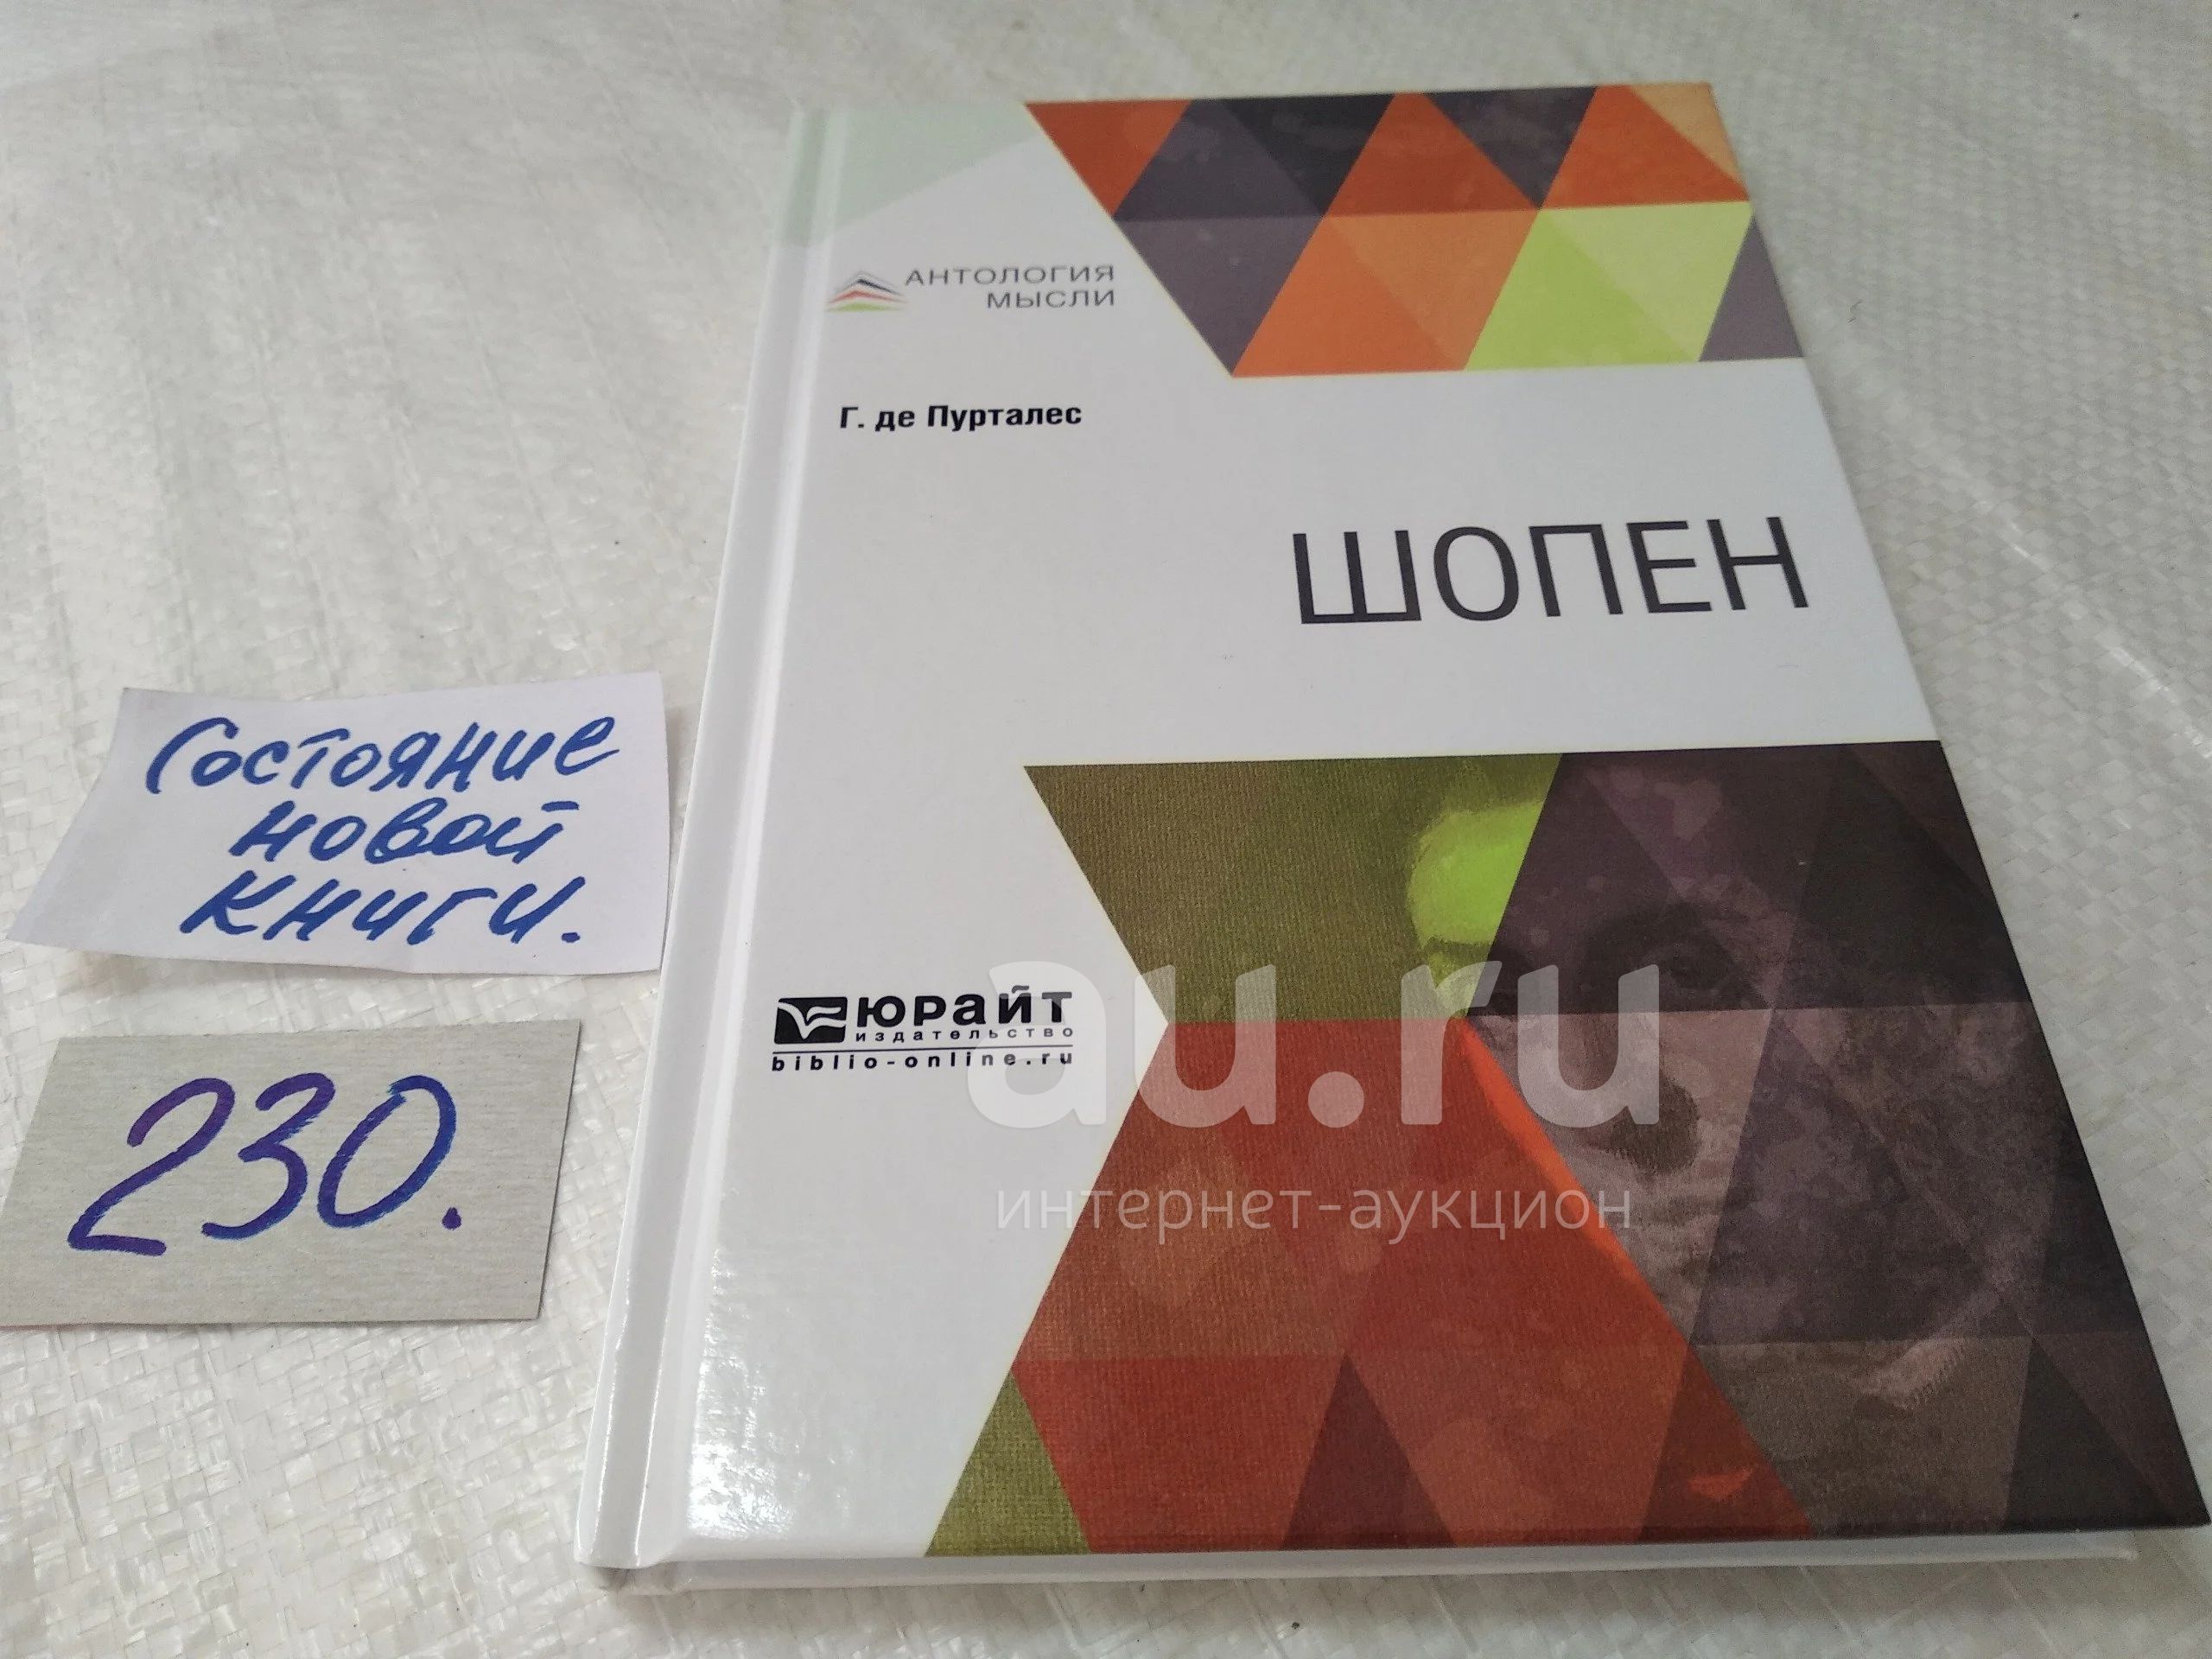 АНТОЛОГИЯ
МЫСЛИ
Г. де Пурталес
ШОПЕН
Состояние
новой
книги.
230.
ЮРАЙТ
издательство
biblio-online.ru
au.ru
интернет-аукцион